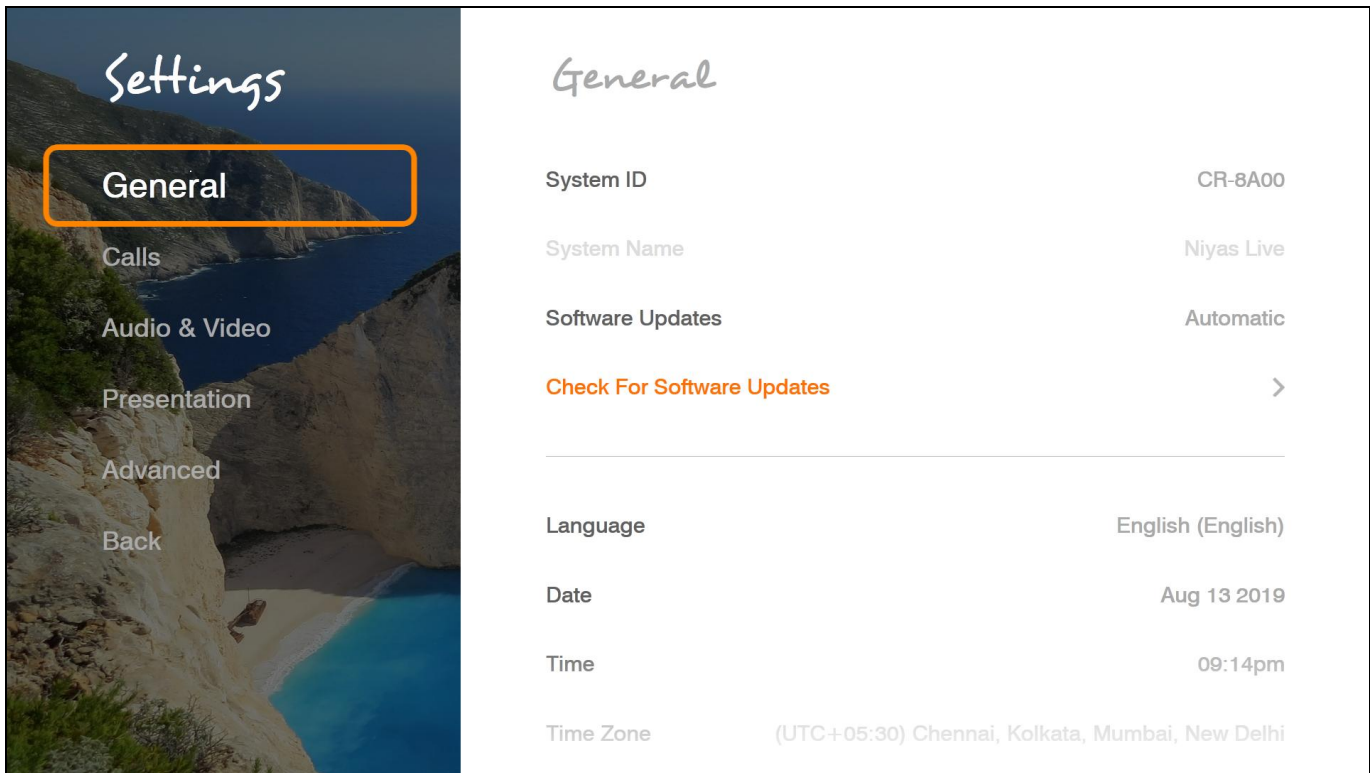 Settings
General
Calls
Audio & Video
Presentation
Advanced
Back
General
System ID CR-8A00
System Name Niyas Live
Software Updates Automatic
Check For Software Updates
Language English (English)
Date Aug 13 2019
Time 09:14pm
Time Zone (UTC+05:30) Chennai, Kolkata, Mumbai, New Delhi